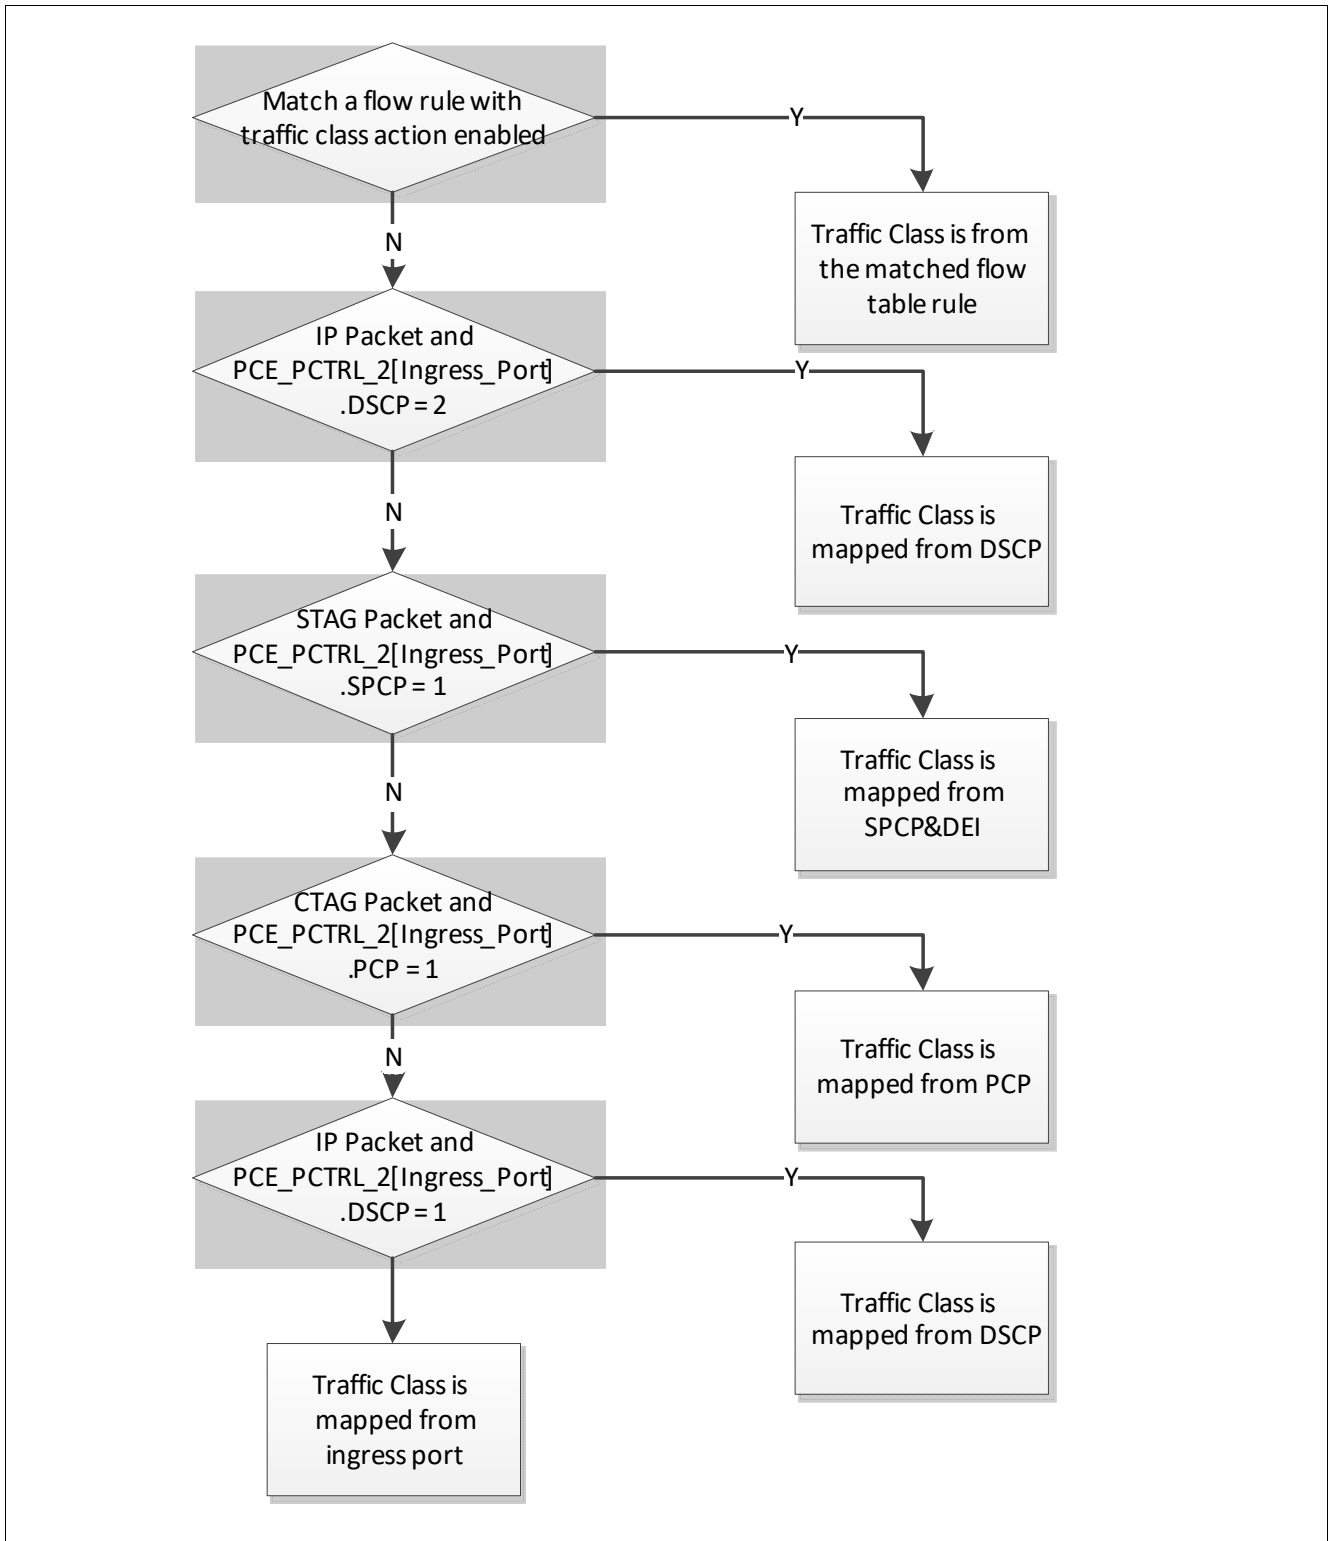 Match a flow rule with
traffic class action enabled
Y
Traffic Class is from
the matched flow
table rule
N
IP Packet and
PCE_PCTRL_2[Ingress_Port]
.DSCP = 2
Y
Traffic Class is
mapped from DSCP
N
STAG Packet and
PCE_PCTRL_2[Ingress_Port]
.SPCP = 1
Y
Traffic Class is
mapped from
SPCP&DEI
N
CTAG Packet and
PCE_PCTRL_2[Ingress_Port]
.PCP = 1
Y
Traffic Class is
mapped from PCP
N
IP Packet and
PCE_PCTRL_2[Ingress_Port]
.DSCP = 1
Y
Traffic Class is
mapped from DSCP
Traffic Class is
mapped from
ingress port